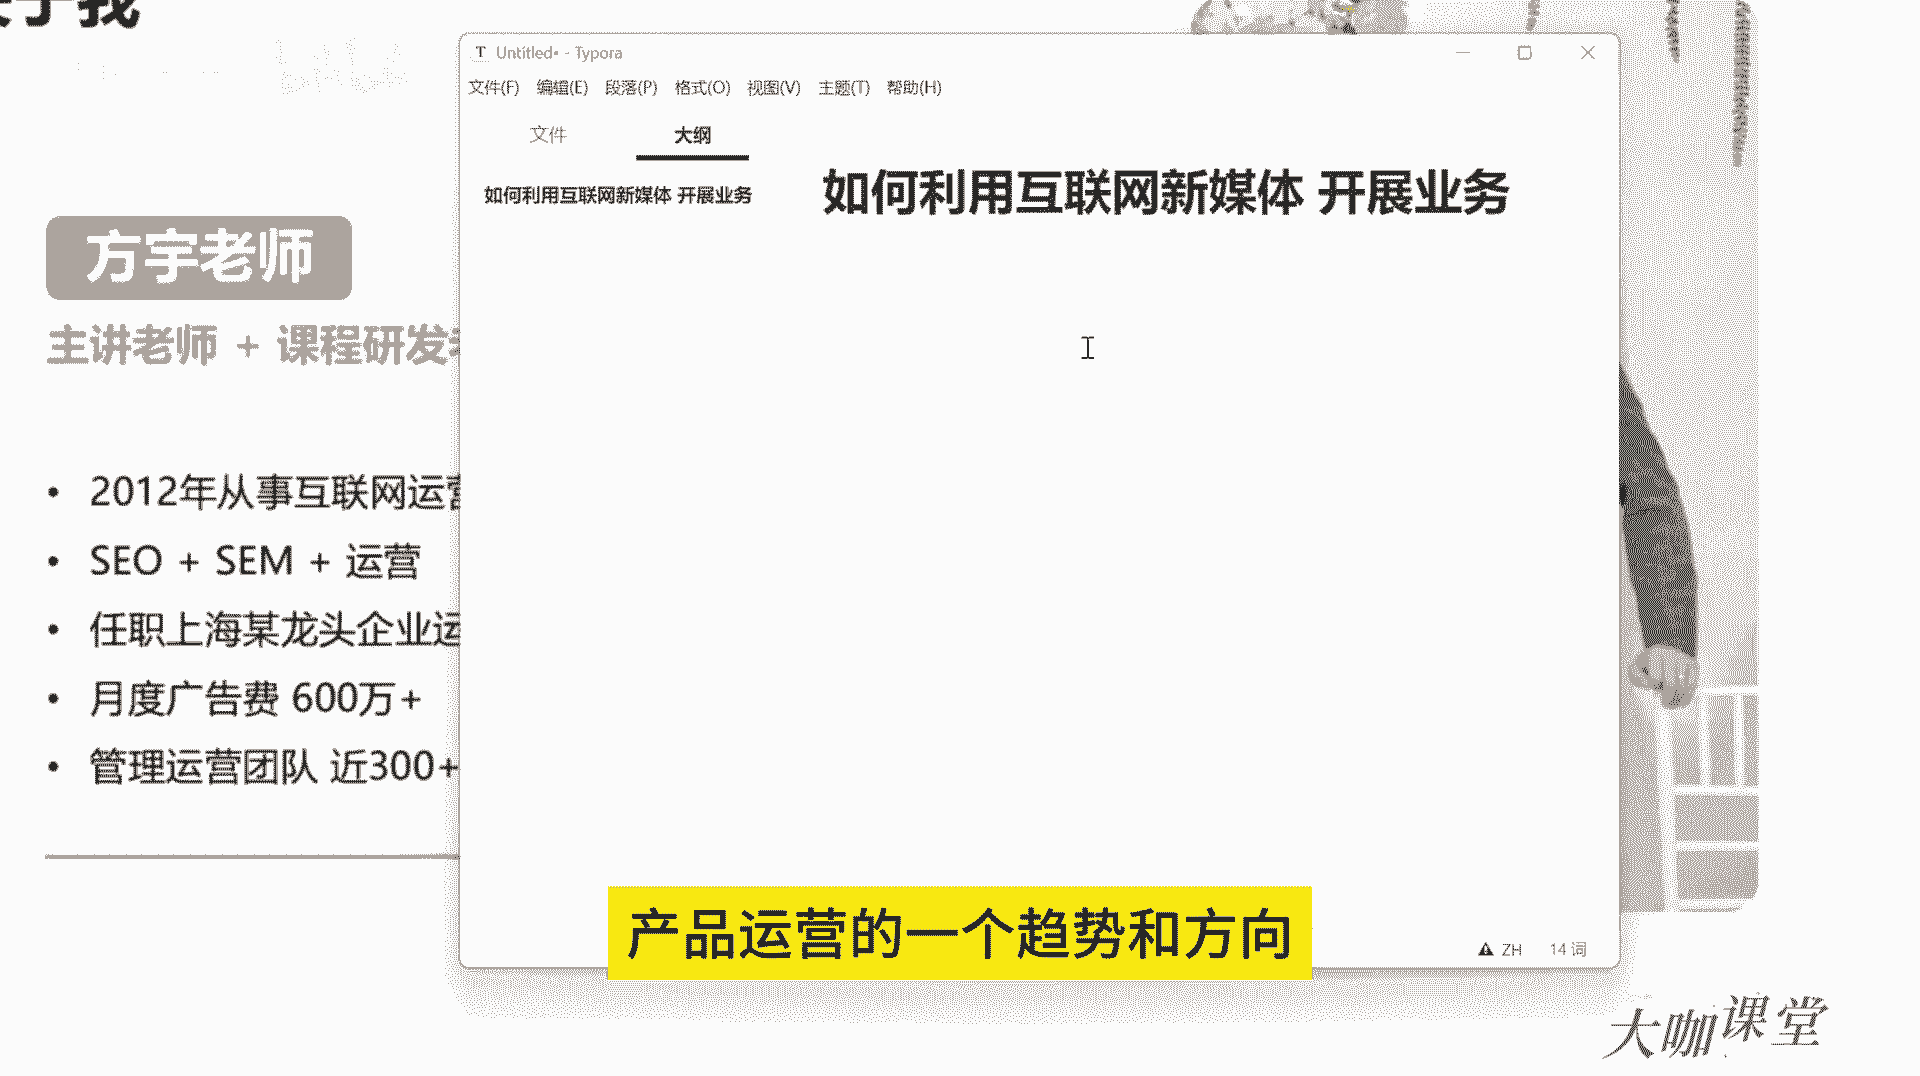 于我
方宇老师
主讲老师 + 课程研发
2012年从事互联网运营
SEO + SEM + 运营
任职上海某龙头企业运
月度广告费 600万+
管理运营团队 近300+
T Untitled• - Typora
文件(F) 编辑(E) 段落(P) 格式(O) 视图(V) 主题(T) 帮助(H)
文件 大纲
如何利用互联网新媒体 开展业务
如何利用互联网新媒体 开展业务
ZH 14 词
产品运营的一个趋势和方向
大咖课堂